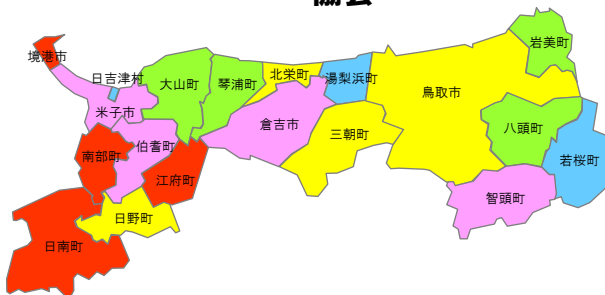 協会
岩美町
境港市
日吉津村
大山町
琴浦町
北栄町
湯梨浜町
鳥取市
米子市
倉吉市
三朝町
八頭町
南部町
伯耆町
若桜町
江府町
智頭町
日野町
日南町